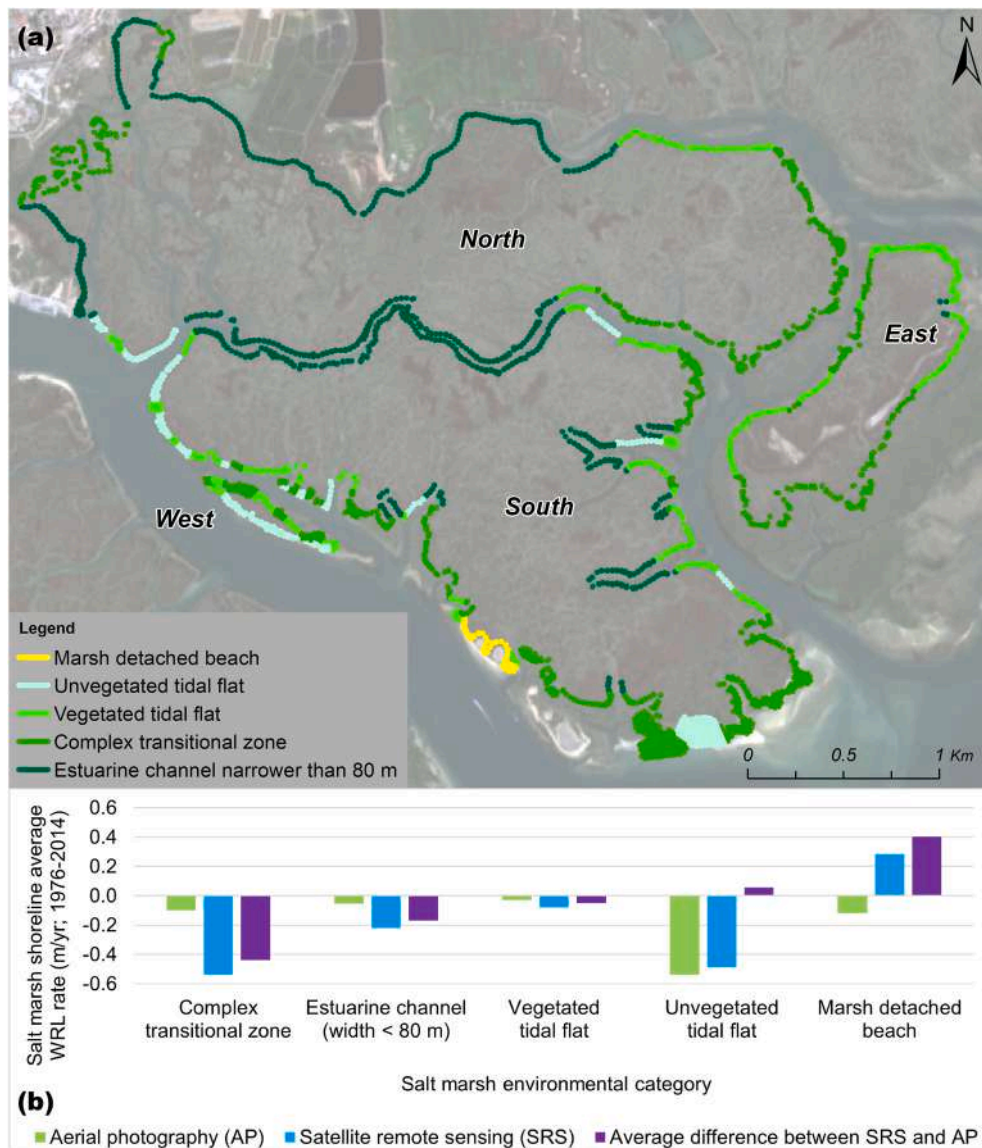 (a)
N
North
East
South
West
Legend
Marsh detached beach
Unvegetated tidal flat
Vegetated tidal flat
Complex transitional zone
Estuarine channel narrower than 80 m
0 0.5 1 Km
Salt marsh shoreline average
WRL rate (m/yr; 1976-2014)
0.6
0.4
0.2
0.0
-0.2
-0.4
-0.6
Complex
transitional zone
Estuarine channel
(width < 80 m)
Vegetated
tidal flat
Unvegetated
tidal flat
Marsh detached
beach
Salt marsh environmental category
(b)
Aerial photography (AP) Satellite remote sensing (SRS) Average difference between SRS and AP